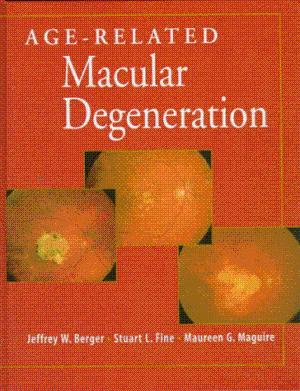 AGE-RELATED
Macular
Degeneration
Jeffrey W. Berger · Stuart L. Fine · Maureen G. Maguire